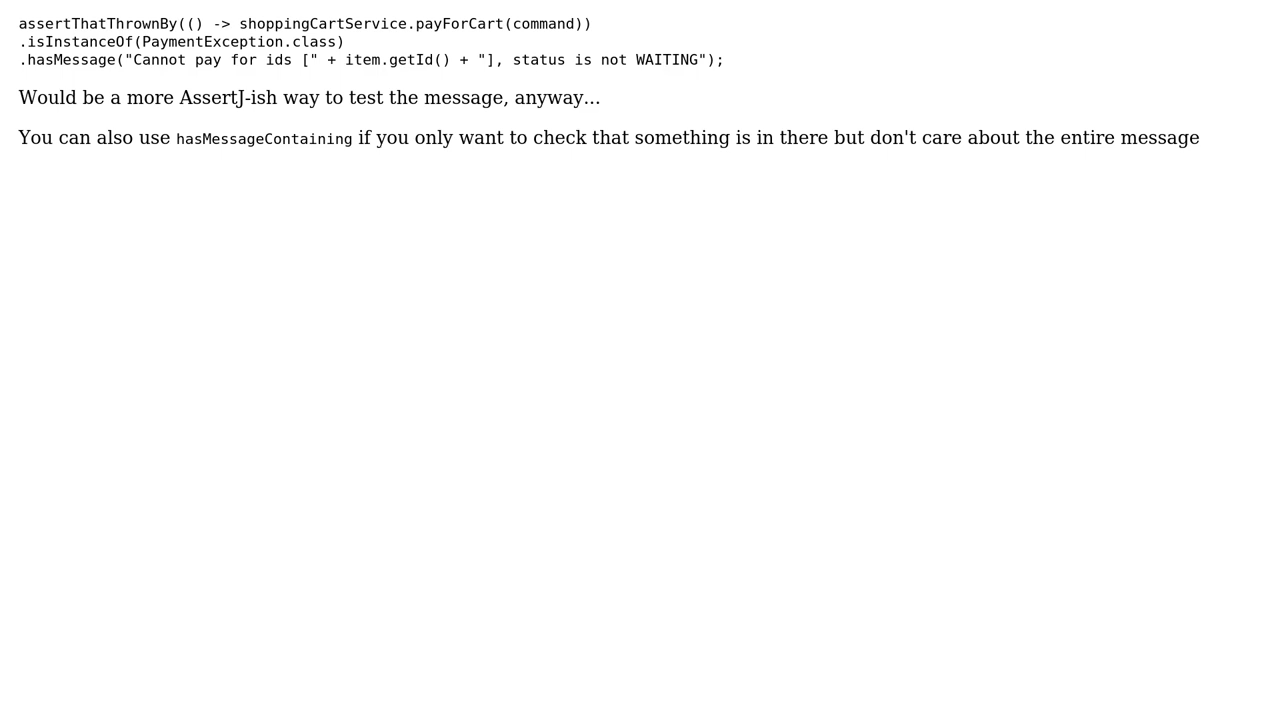 assertThatThrownBy(() -> shoppingCartService.payForCart(command))
.isInstanceOf(PaymentException.class)
.hasMessage("Cannot pay for ids [" + item.getId() + "], status is not WAITING");
Would be a more AssertJ-ish way to test the message, anyway...
You can also use hasMessageContaining if you only want to check that something is in there but don't care about the entire message